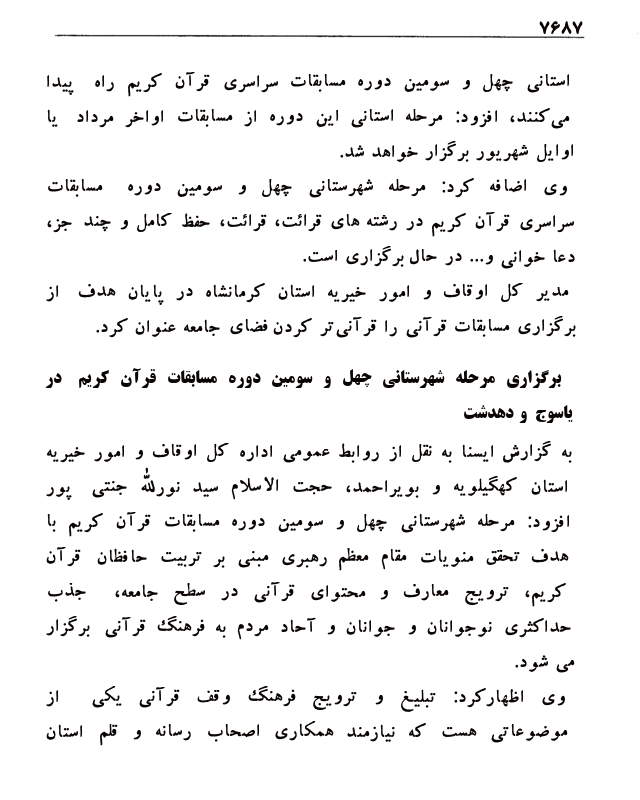 ۷۶۸۷
استانی چهل و سومین دوره مسابقات سراسری قرآن کریم راه پیدا
می‌کنند، افزود: مرحله استانی این دوره از مسابقات اواخر مرداد یا
اوایل شهریور برگزار خواهد شد.
وی اضافه کرد: مرحله شهرستانی چهل و سومین دوره مسابقات
سراسری قرآن کریم در رشته های قرائت، قرائت، حفظ کامل و چند جز،
دعا خوانی و... در حال برگزاری است.
مدیر کل اوقاف و امور خیریه استان کرمانشاه در پایان هدف از
برگزاری مسابقات قرآنی را قرآنی‌تر کردن فضای جامعه عنوان کرد.
برگزاری مرحله شهرستانی چهل و سومین دوره مسابقات قرآن کریم در
یاسوج و دهدشت
به گزارش ایسنا به نقل از روابط عمومی اداره کل اوقاف و امور خیریه
استان کهگیلویه و بویراحمد، حجت الاسلام سید نورالله جنتی پور
افزود: مرحله شهرستانی چهل و سومین دوره مسابقات قرآن کریم با
هدف تحقق منویات مقام معظم رهبری مبنی بر تربیت حافظان قرآن
کریم، ترویج معارف و محتوای قرآنی در سطح جامعه، جذب
حداکثری نوجوانان و جوانان و آحاد مردم به فرهنگ قرآنی برگزار
می شود.
وی اظهارکرد: تبلیغ و ترویج فرهنگ وقف قرآنی یکی از
موضوعاتی هست که نیازمند همکاری اصحاب رسانه و قلم استان